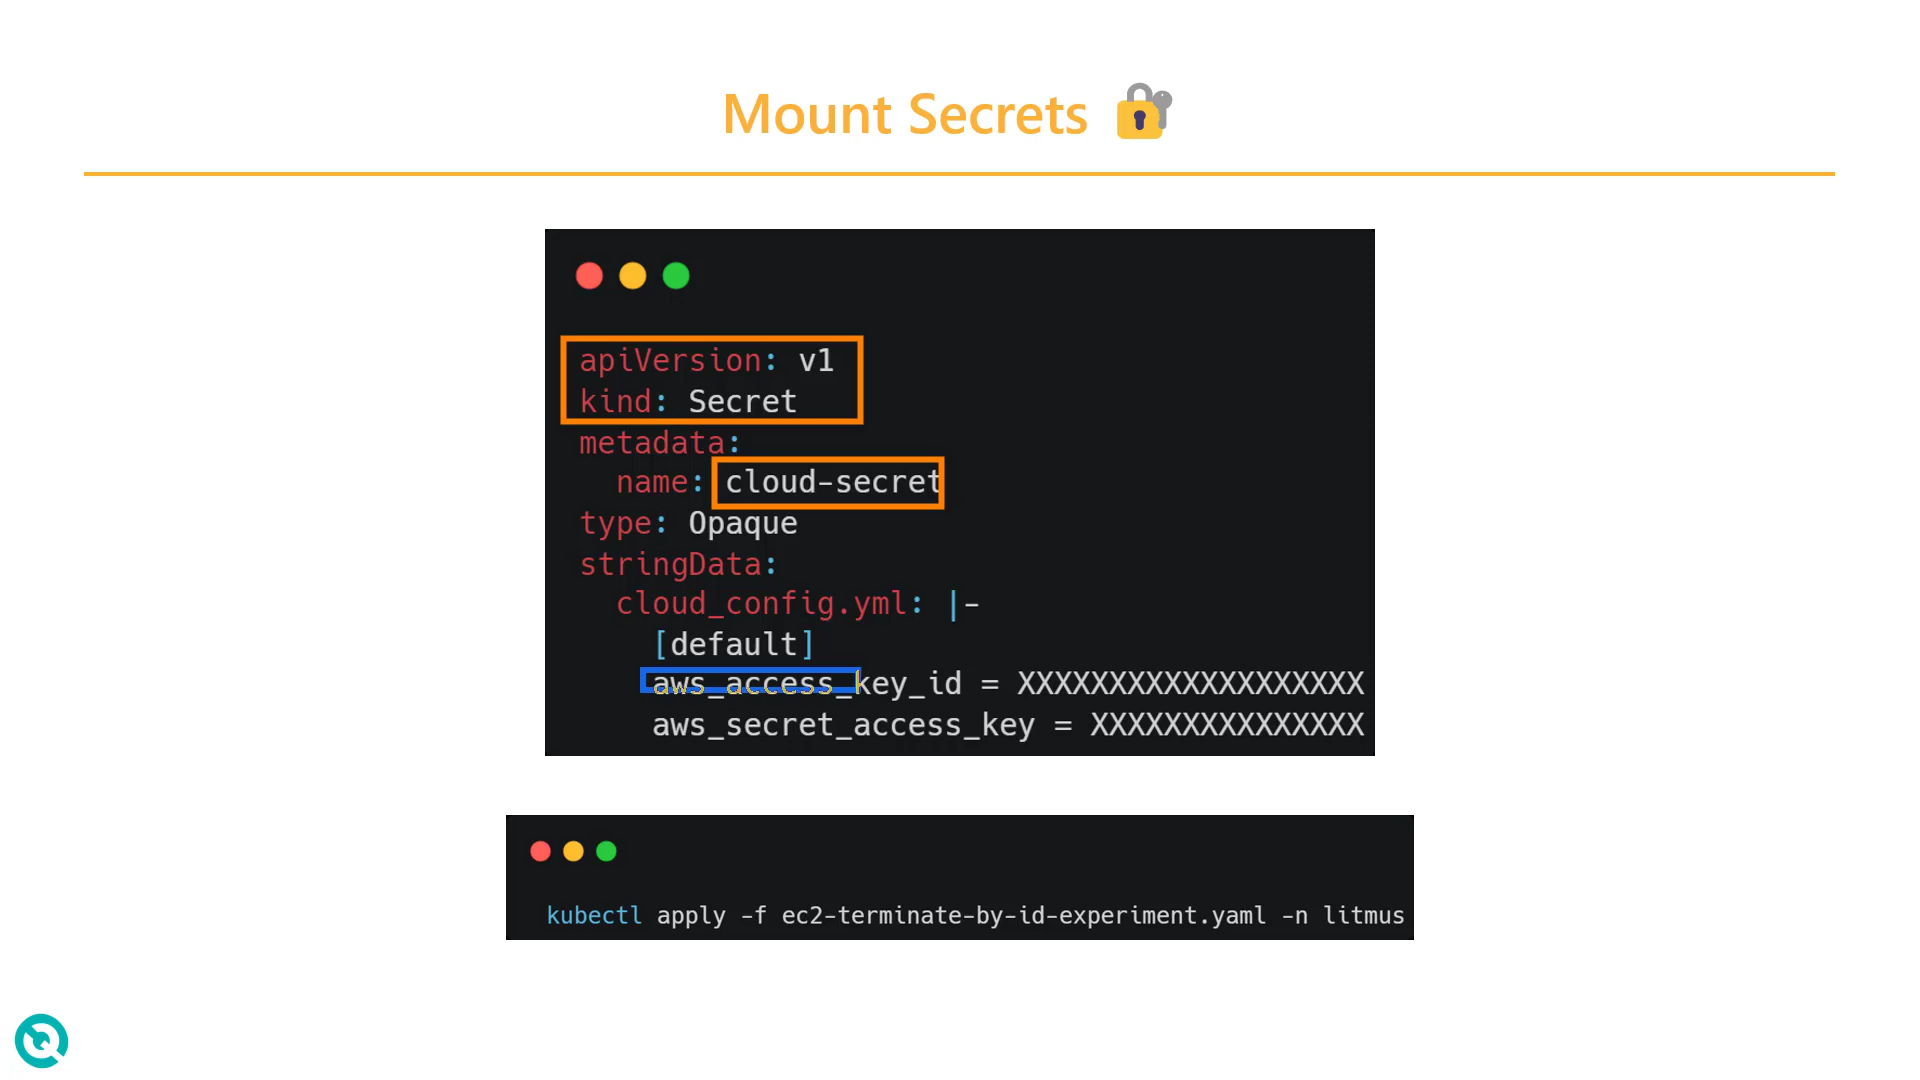 Mount Secrets
apiVersion: v1
kind: Secret
metadata:
name: cloud-secret
type: Opaque
stringData:
cloud_config.yml: |-
[default]
aws_access_key_id = XXXXXXXXXXXXXXXXXXX
aws_secret_access_key = XXXXXXXXXXXXXXX
kubectl apply -f ec2-terminate-by-id-experiment.yaml -n litmus